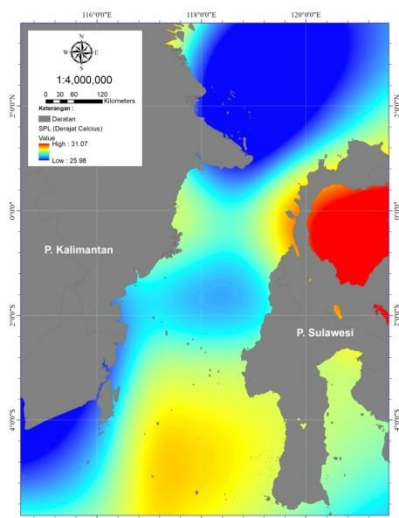 116°0'0"E 118°0'0"E 120°0'0"E
N
W E
S
1:4,000,000
0 30 60 120
Kilometers
Keterangan :
Daratan
SPL (Derajat Celcius)
Value
High : 31.07
Low : 25.98
2°0'0"N
0°0'0"
P. Kalimantan
2°0'0"S
P. Sulawesi
4°0'0"S